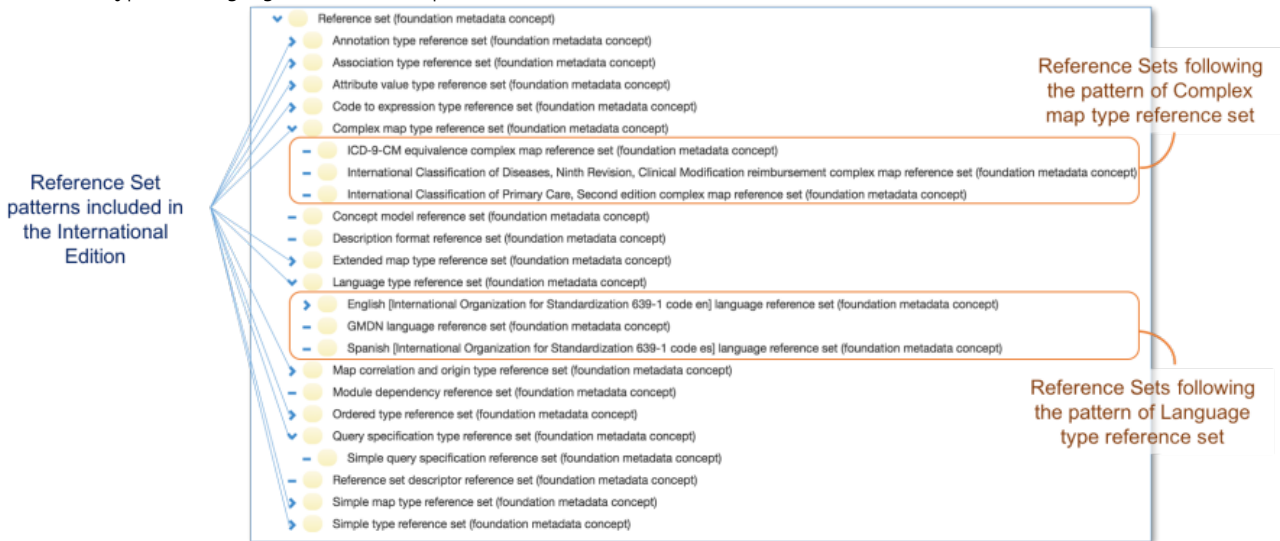 Reference set (foundation metadata concept)
Annotation type reference set (foundation metadata concept)
Association type reference set (foundation metadata concept)
Attribute value type reference set (foundation metadata concept)
Code to expression type reference set (foundation metadata concept)
Complex map type reference set (foundation metadata concept)
ICD-9-CM equivalence complex map reference set (foundation metadata concept)
International Classification of Diseases, Ninth Revision, Clinical Modification reimbursement complex map reference set (foundation metadata concept)
International Classification of Primary Care, Second edition complex map reference set (foundation metadata concept)
Concept model reference set (foundation metadata concept)
Description format reference set (foundation metadata concept)
Extended map type reference set (foundation metadata concept)
Language type reference set (foundation metadata concept)
English [International Organization for Standardization 639-1 code en] language reference set (foundation metadata concept)
GMDN language reference set (foundation metadata concept)
Spanish [International Organization for Standardization 639-1 code es] language reference set (foundation metadata concept)
Map correlation and origin type reference set (foundation metadata concept)
Module dependency reference set (foundation metadata concept)
Ordered type reference set (foundation metadata concept)
Query specification type reference set (foundation metadata concept)
Simple query specification reference set (foundation metadata concept)
Reference set descriptor reference set (foundation metadata concept)
Simple map type reference set (foundation metadata concept)
Simple type reference set (foundation metadata concept)
Reference Set
patterns included in
the International
Edition
Reference Sets following
the pattern of Complex
map type reference set
Reference Sets following
the pattern of Language
type reference set